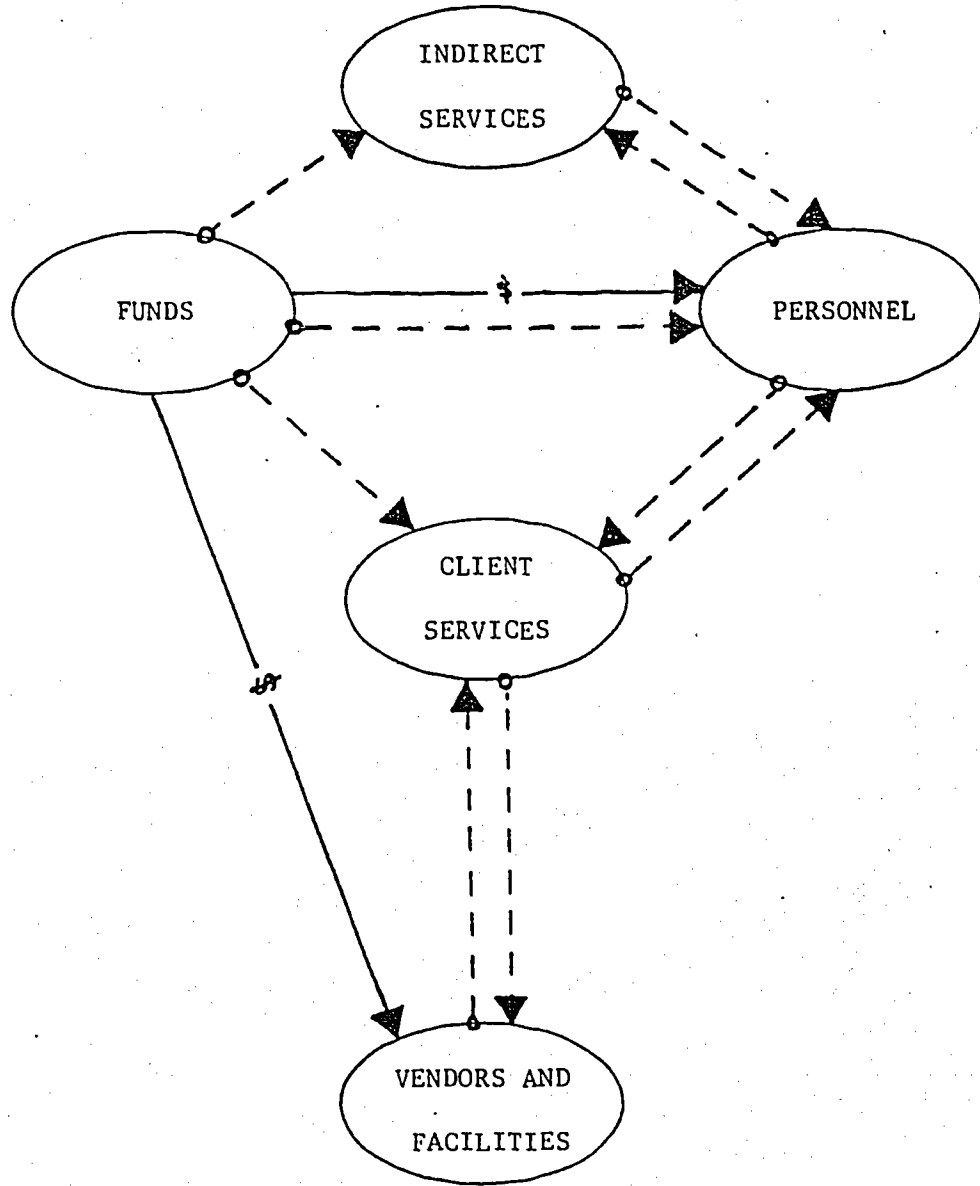 INDIRECT
SERVICES
FUNDS
$
PERSONNEL
CLIENT
SERVICES
$
VENDORS AND
FACILITIES